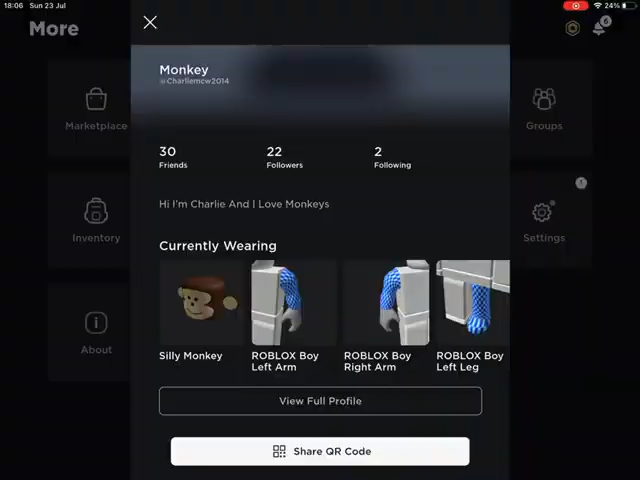 18:06 Sun 23 Jul
24%
More
6
Monkey
@Charliemcw2014
30
Friends
22
Followers
2
Following
Hi I'm Charlie And I Love Monkeys
Marketplace
Groups
Inventory
Settings
About
Currently Wearing
Silly Monkey
ROBLOX Boy
Left Arm
ROBLOX Boy
Right Arm
ROBLOX Boy
Left Leg
View Full Profile
Share QR Code